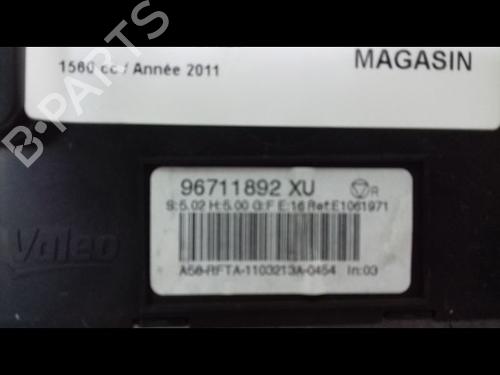 MAGASIN
1560 cc / Année 2011
B-PARTS
96711892 XU R
S:5.02 H:5.00 G:F E:16 Ref:E1061971
Valeo
A58-RFTA-1103213A-0454 In:03